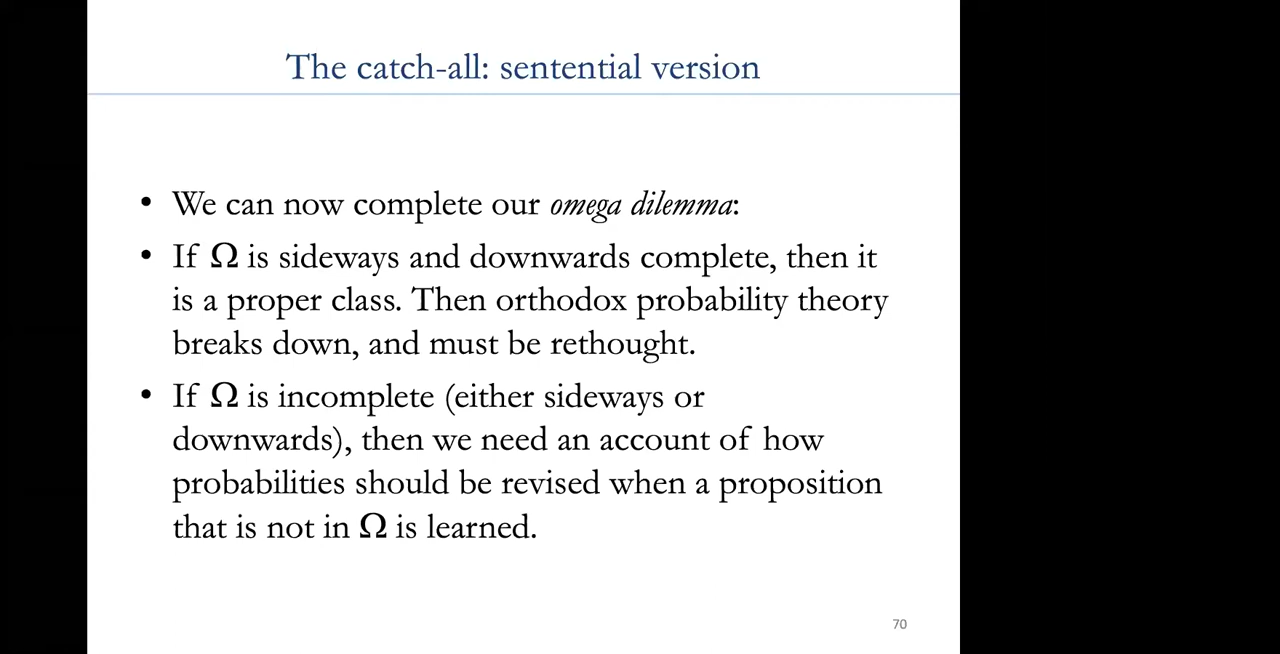 The catch-all: sentential version
• We can now complete our omega dilemma:
• If Ω is sideways and downwards complete, then it
is a proper class. Then orthodox probability theory
breaks down, and must be rethought.
• If Ω is incomplete (either sideways or
downwards), then we need an account of how
probabilities should be revised when a proposition
that is not in Ω is learned.
70